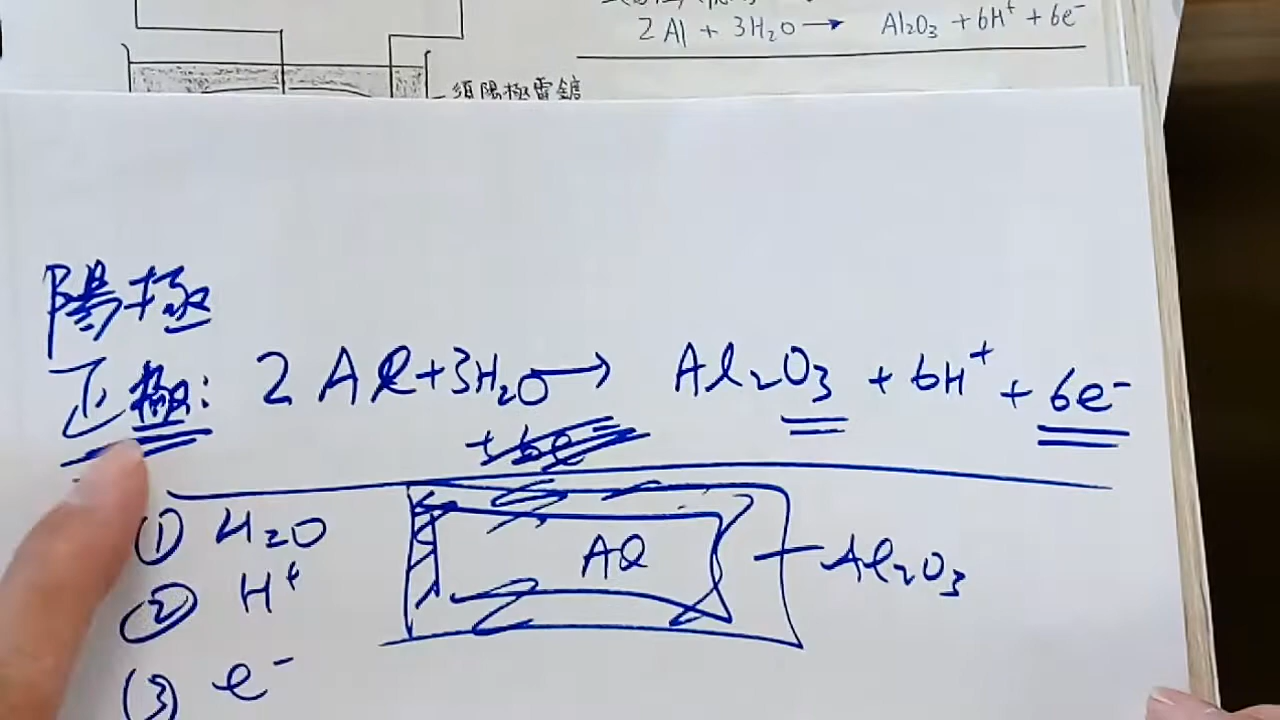 2Al + 3H₂O → Al₂O₃ + 6H⁺ + 6e⁻
須陽極電鍍
陽極
正極: 2Al+3H₂O → Al₂O₃ + 6H⁺ + 6e⁻
① H₂O
Al
Al₂O₃
② H⁺
(3) e⁻